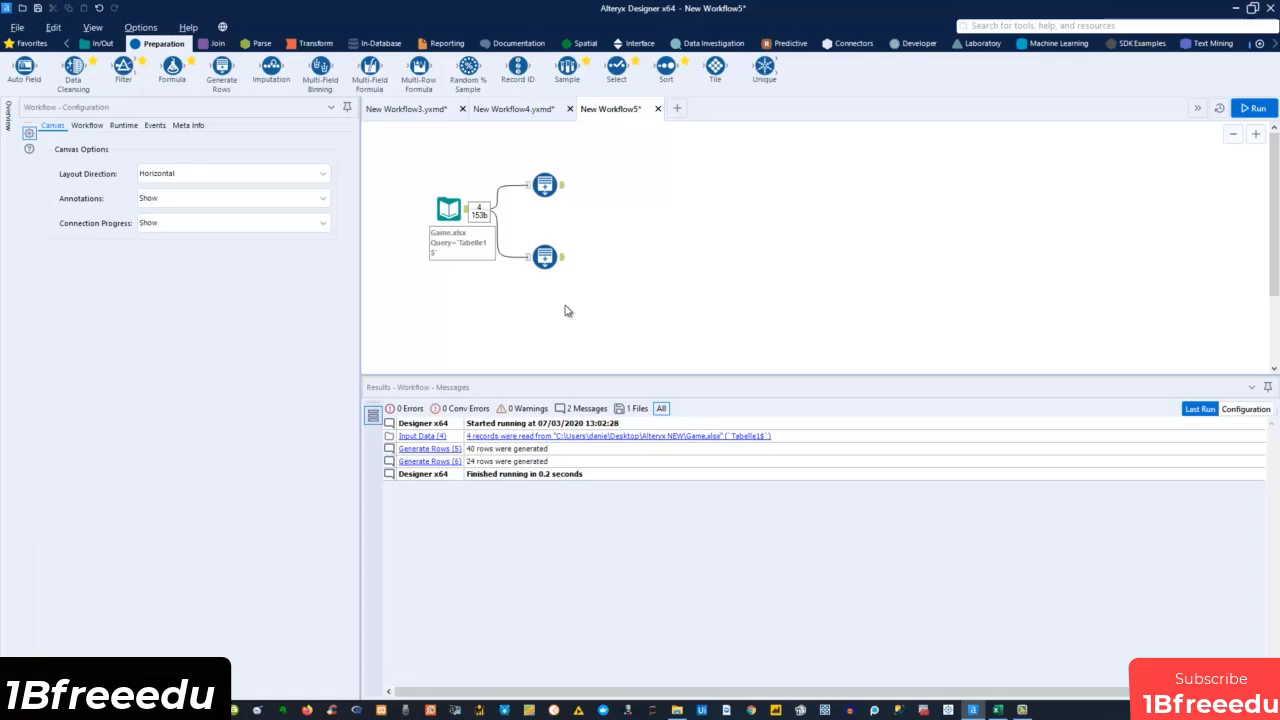 Alteryx Designer x64 - New Workflow5*
File Edit View Options Help
Search for tools, help, and resources
Favorites In/Out Preparation Join Parse Transform In-Database Reporting Documentation Spatial Interface Data Investigation Predictive Connectors Developer Laboratory Machine Learning SDK Examples Text Mining
Auto Field
Data Cleansing
Filter
Formula
Generate Rows
Imputation
Multi-Field Binning
Multi-Field Formula
Multi-Row Formula
Random % Sample
Record ID
Sample
Select
Sort
Tile
Unique
Overview
Workflow - Configuration
Canvas Workflow Runtime Events Meta Info
Canvas Options
Layout Direction: Horizontal
Annotations: Show
Connection Progress: Show
New Workflow3.yxmd* New Workflow4.yxmd* New Workflow5*
Run
4
153b
Game.xlsx
Query=`Tabelle1
$`
Results - Workflow - Messages
0 Errors 0 Conv Errors 0 Warnings 2 Messages 1 Files All
Last Run Configuration
Designer x64 Started running at 07/03/2020 13:02:28
Input Data (4) 4 records were read from "C:\Users\danie\Desktop\Alteryx NEW\Game.xlsx" (`Tabelle1$`)
Generate Rows (5) 40 rows were generated
Generate Rows (6) 24 rows were generated
Designer x64 Finished running in 0.2 seconds
1Bfreeedu
Subscribe
1Bfreeedu